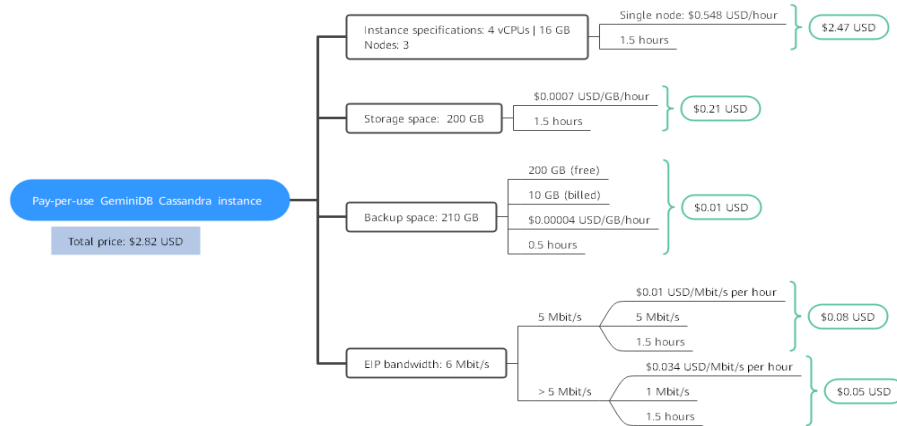 Pay-per-use GeminiDB Cassandra instance
Total price: $2.82 USD
Instance specifications: 4 vCPUs | 16 GB
Nodes: 3
Single node: $0.548 USD/hour
1.5 hours
$2.47 USD
Storage space: 200 GB
$0.0007 USD/GB/hour
1.5 hours
$0.21 USD
Backup space: 210 GB
200 GB (free)
10 GB (billed)
$0.00004 USD/GB/hour
0.5 hours
$0.01 USD
EIP bandwidth: 6 Mbit/s
5 Mbit/s
$0.01 USD/Mbit/s per hour
5 Mbit/s
1.5 hours
$0.08 USD
> 5 Mbit/s
$0.034 USD/Mbit/s per hour
1 Mbit/s
1.5 hours
$0.05 USD